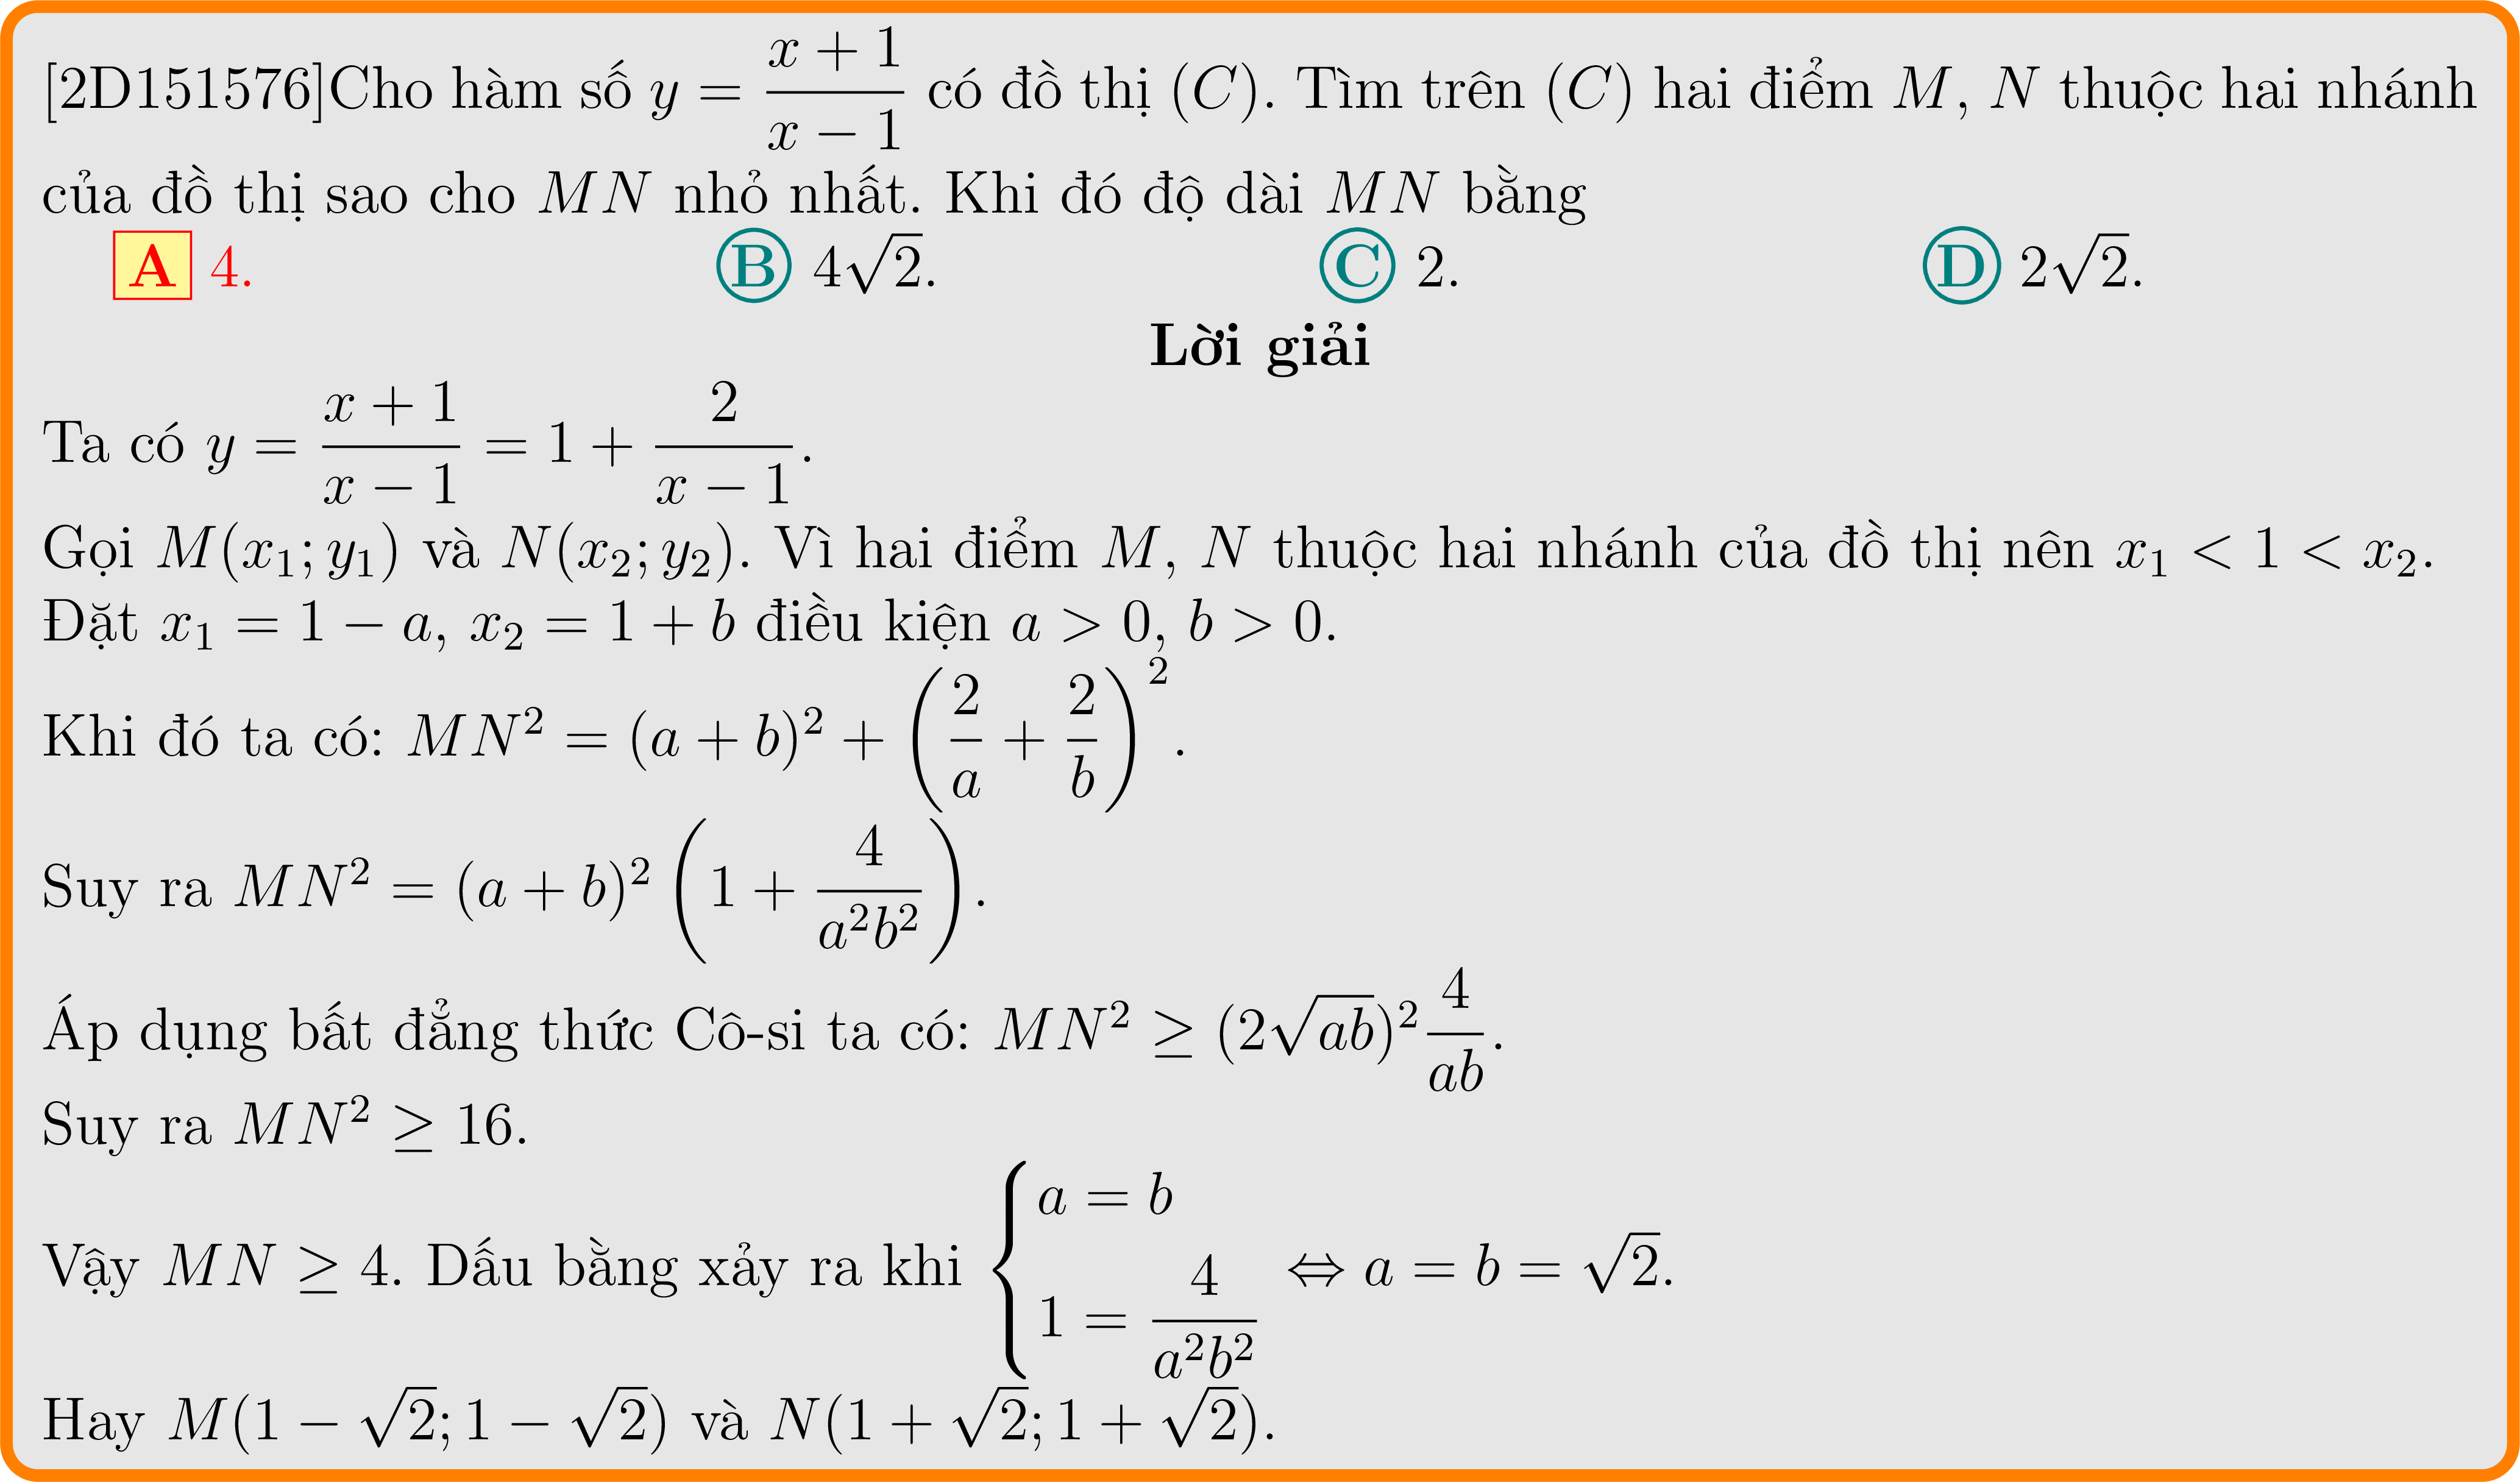 [2D151576]Cho hàm số $y = \dfrac{x+1}{x-1}$ có đồ thị $(C)$. Tìm trên $(C)$ hai điểm $M$, $N$ thuộc hai nhánh
của đồ thị sao cho $MN$ nhỏ nhất. Khi đó độ dài $MN$ bằng
A 4. B $4\sqrt{2}$. C 2. D $2\sqrt{2}$.
Lời giải
Ta có $y = \dfrac{x+1}{x-1} = 1 + \dfrac{2}{x-1}$.
Gọi $M(x_1; y_1)$ và $N(x_2; y_2)$. Vì hai điểm $M$, $N$ thuộc hai nhánh của đồ thị nên $x_1 < 1 < x_2$.
Đặt $x_1 = 1 - a$, $x_2 = 1 + b$ điều kiện $a > 0$, $b > 0$.
Khi đó ta có: $MN^2 = (a+b)^2 + \left(\dfrac{2}{a} + \dfrac{2}{b}\right)^2$.
Suy ra $MN^2 = (a+b)^2 \left(1 + \dfrac{4}{a^2b^2}\right)$.
Áp dụng bất đẳng thức Cô-si ta có: $MN^2 \geq (2\sqrt{ab})^2 \dfrac{4}{ab}$.
Suy ra $MN^2 \geq 16$.
Vậy $MN \geq 4$. Dấu bằng xảy ra khi $\begin{cases} a = b \\ 1 = \dfrac{4}{a^2b^2} \end{cases} \Leftrightarrow a = b = \sqrt{2}$.
Hay $M(1-\sqrt{2}; 1-\sqrt{2})$ và $N(1+\sqrt{2}; 1+\sqrt{2})$.